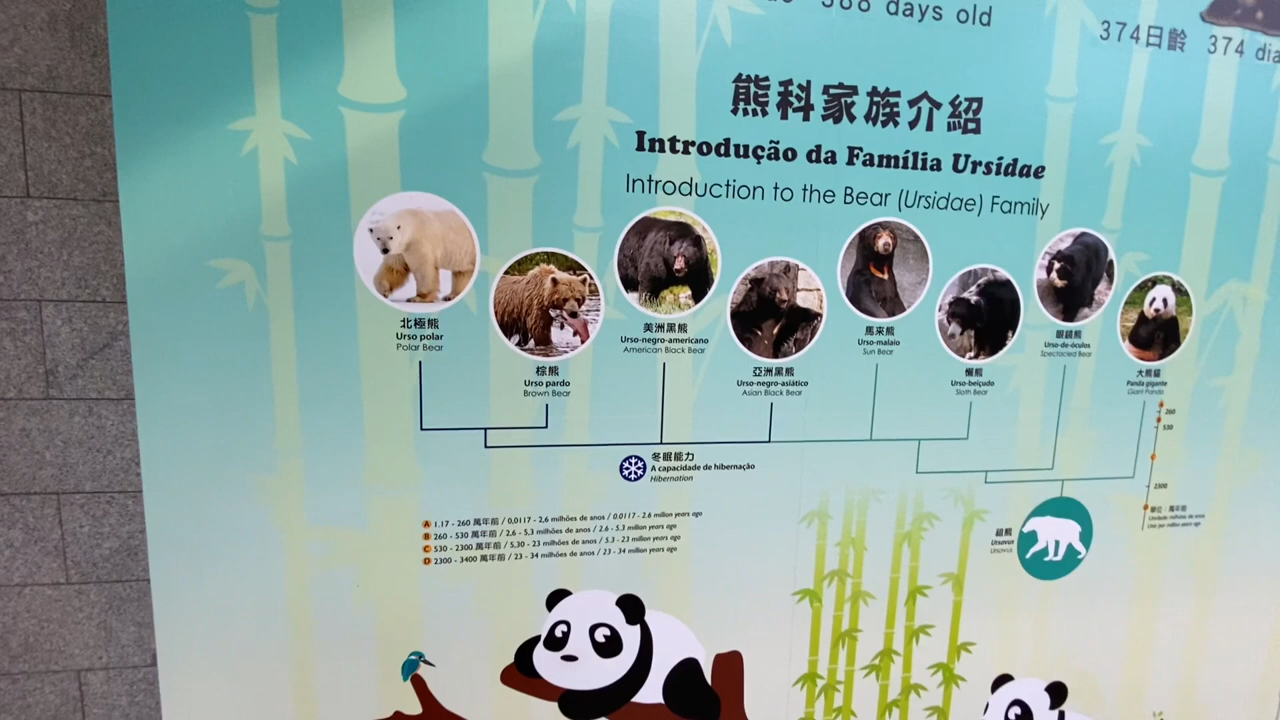 388 days old
374日齡 374 dia
熊科家族介紹
Introdução da Família Ursidae
Introduction to the Bear (Ursidae) Family
北極熊
Urso polar
Polar Bear
棕熊
Urso pardo
Brown Bear
美洲黑熊
Urso-negro-americano
American Black Bear
亞洲黑熊
Urso-negro-asiático
Asian Black Bear
馬來熊
Urso-malaio
Sun Bear
懶熊
Urso-beiçudo
Sloth Bear
眼鏡熊
Urso-de-óculos
Spectacled Bear
大熊貓
Panda gigante
Giant Panda
260
530
2300
單位：萬年前
冬眠能力
A capacidade de hibernação
Hibernation
A 1.17 - 260 萬年前 / 0,0117 - 2,6 milhões de anos / 0.0117 - 2.6 million years ago
B 260 - 530 萬年前 / 2,6 - 5,3 milhões de anos / 2.6 - 5.3 million years ago
C 530 - 2300 萬年前 / 5,30 - 23 milhões de anos / 5.3 - 23 million years ago
D 2300 - 3400 萬年前 / 23 - 34 milhões de anos / 23 - 34 million years ago
祖熊
Ursavus
Ursavus